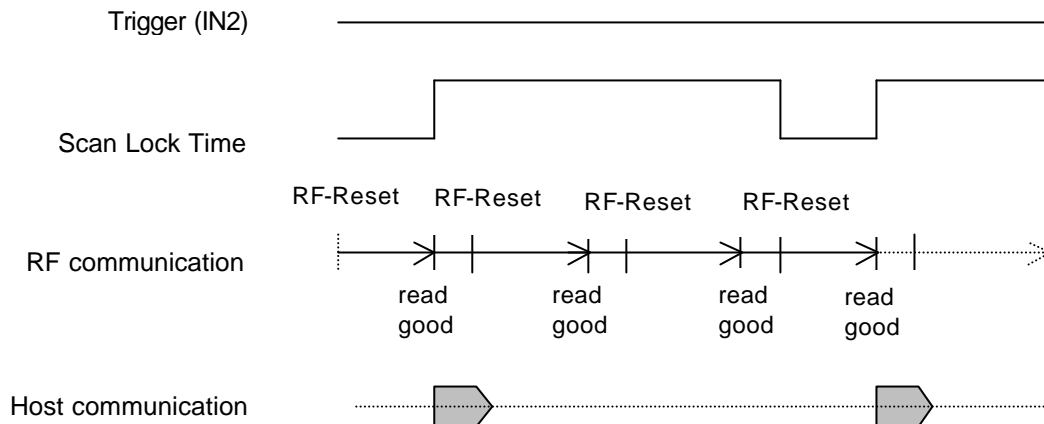 Trigger (IN2)
Scan Lock Time
RF-Reset RF-Reset RF-Reset RF-Reset
RF communication
read read read read
good good good good
Host communication